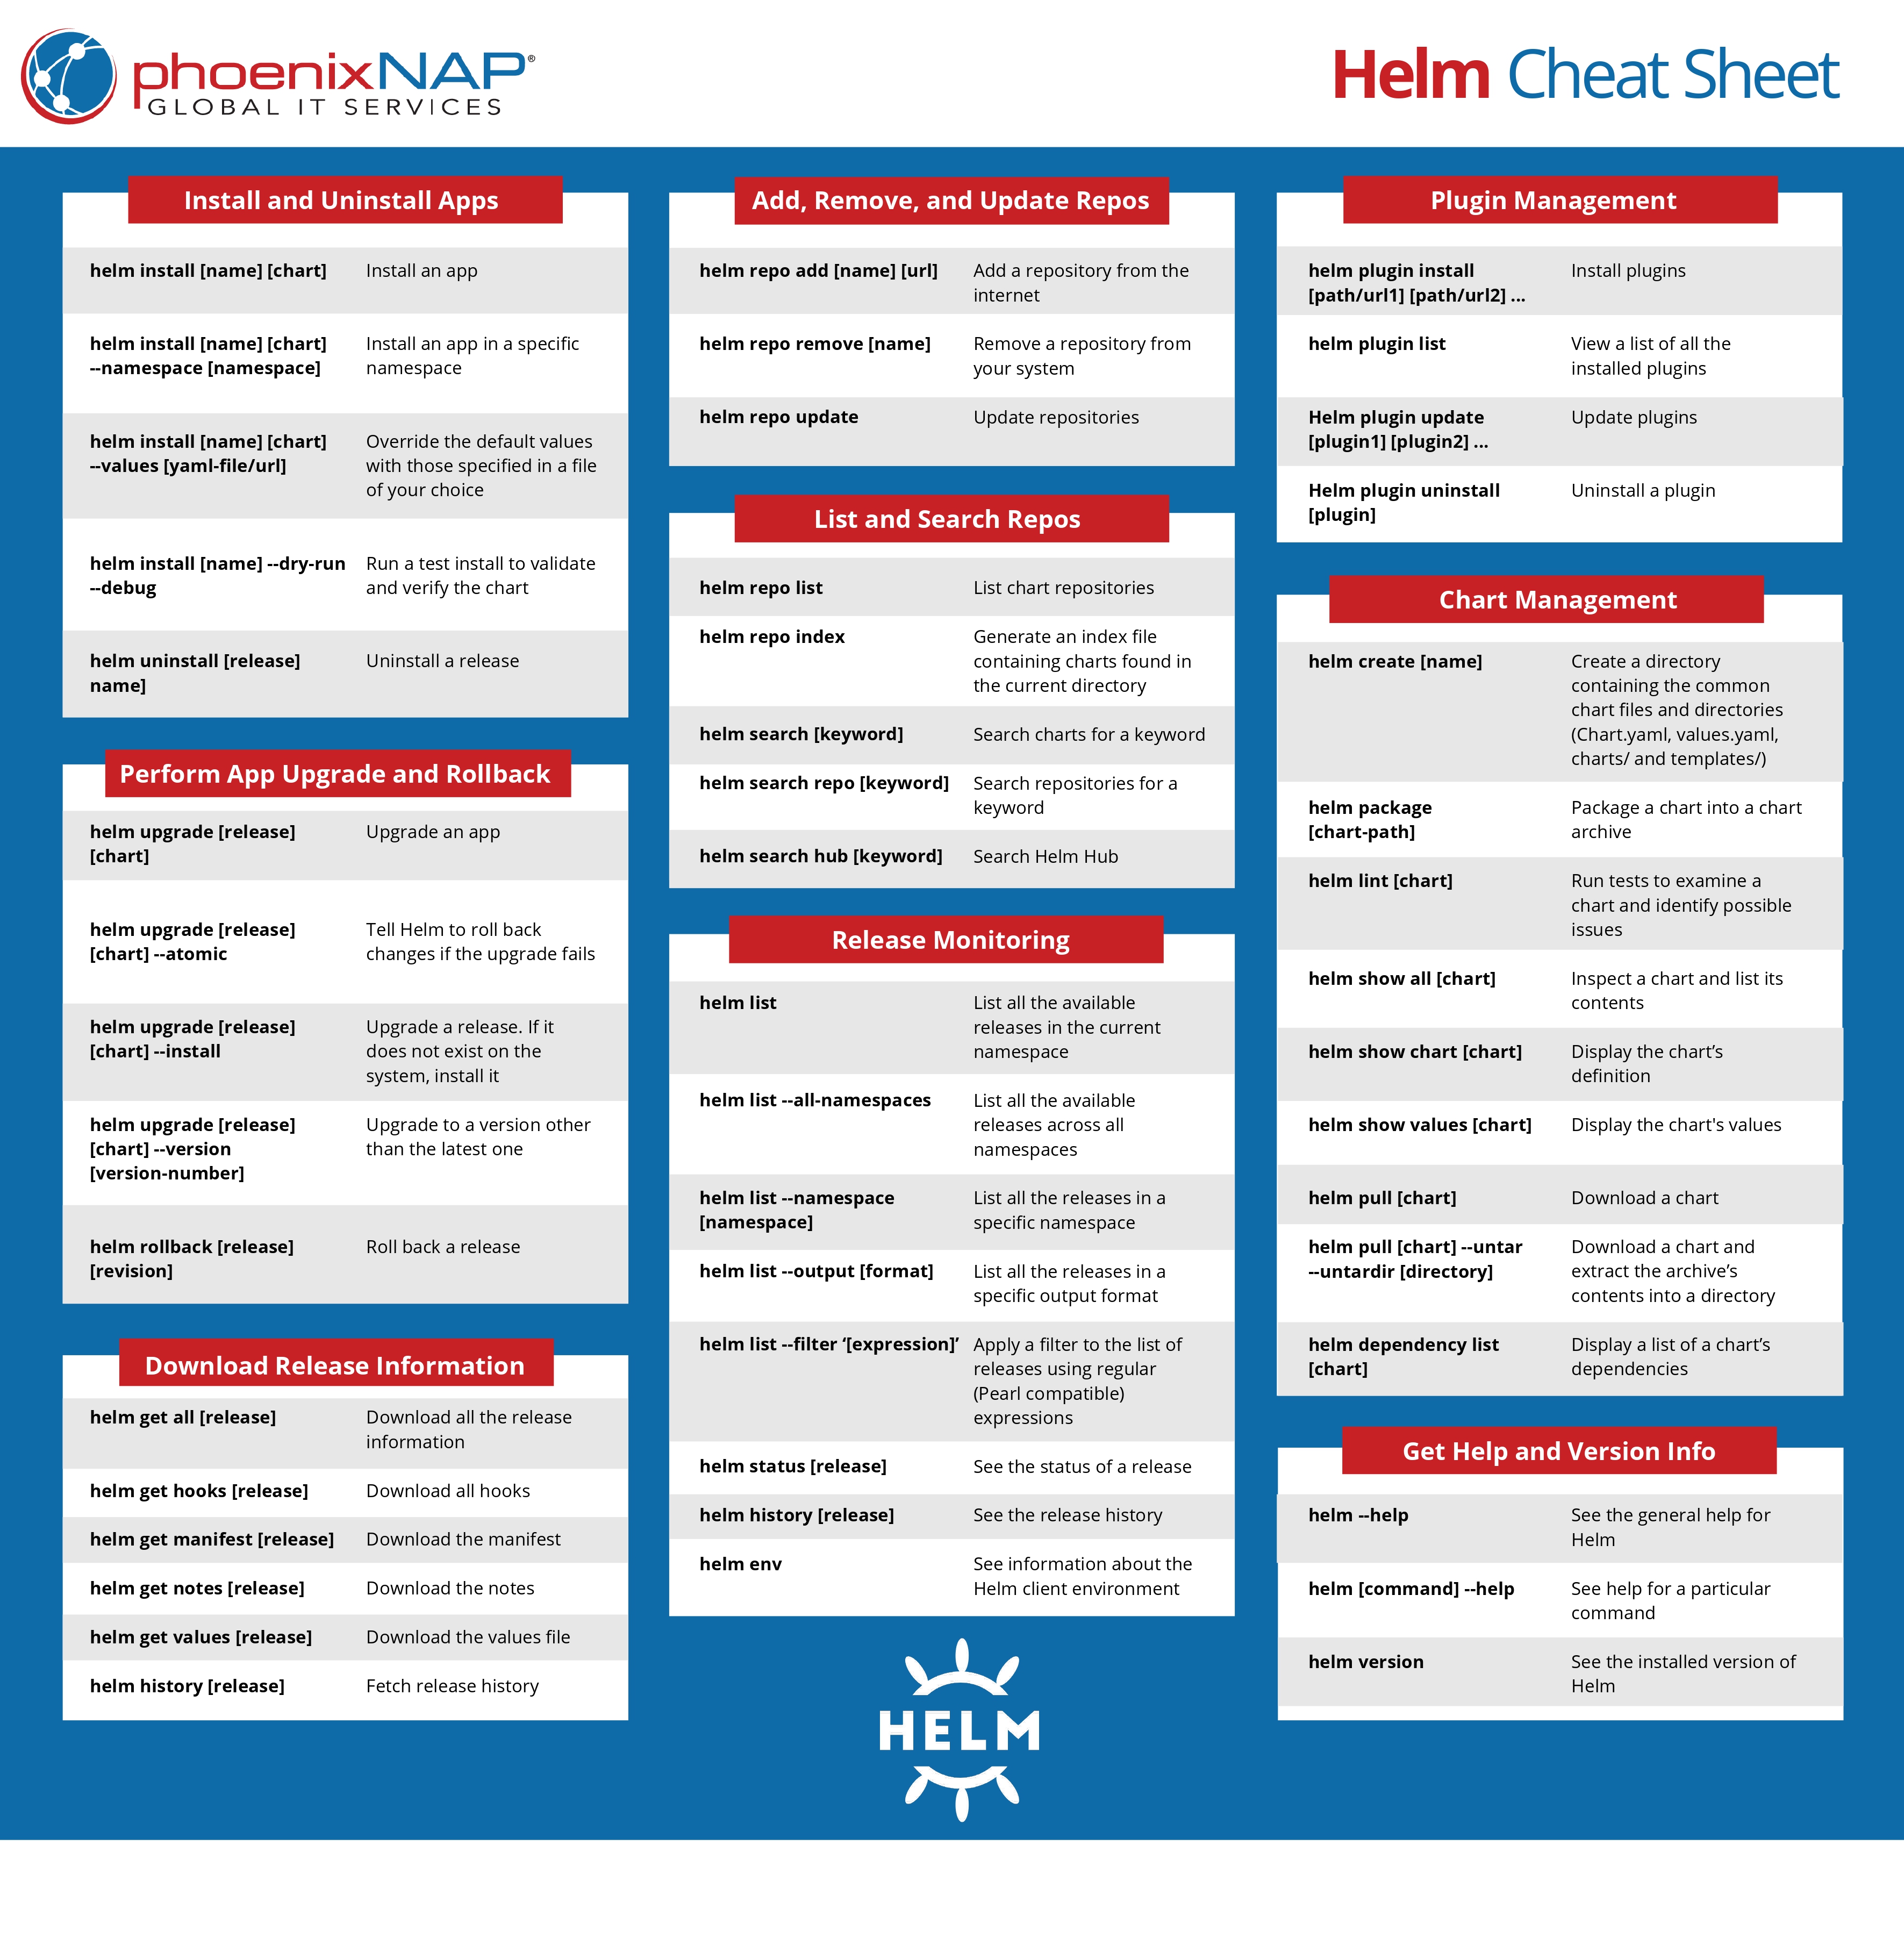 phoenixNAP®
GLOBAL IT SERVICES
Helm Cheat Sheet
Install and Uninstall Apps
helm install [name] [chart]
Install an app
helm install [name] [chart]
--namespace [namespace]
Install an app in a specific
namespace
helm install [name] [chart]
--values [yaml-file/url]
Override the default values
with those specified in a file
of your choice
helm install [name] --dry-run
--debug
Run a test install to validate
and verify the chart
helm uninstall [release]
name]
Uninstall a release
Perform App Upgrade and Rollback
helm upgrade [release]
[chart]
Upgrade an app
helm upgrade [release]
[chart] --atomic
Tell Helm to roll back
changes if the upgrade fails
helm upgrade [release]
[chart] --install
Upgrade a release. If it
does not exist on the
system, install it
helm upgrade [release]
[chart] --version
[version-number]
Upgrade to a version other
than the latest one
helm rollback [release]
[revision]
Roll back a release
Download Release Information
helm get all [release]
Download all the release
information
helm get hooks [release]
Download all hooks
helm get manifest [release]
Download the manifest
helm get notes [release]
Download the notes
helm get values [release]
Download the values file
helm history [release]
Fetch release history
Add, Remove, and Update Repos
helm repo add [name] [url]
Add a repository from the
internet
helm repo remove [name]
Remove a repository from
your system
helm repo update
Update repositories
List and Search Repos
helm repo list
List chart repositories
helm repo index
Generate an index file
containing charts found in
the current directory
helm search [keyword]
Search charts for a keyword
helm search repo [keyword]
Search repositories for a
keyword
helm search hub [keyword]
Search Helm Hub
Release Monitoring
helm list
List all the available
releases in the current
namespace
helm list --all-namespaces
List all the available
releases across all
namespaces
helm list --namespace
[namespace]
List all the releases in a
specific namespace
helm list --output [format]
List all the releases in a
specific output format
helm list --filter ‘[expression]’
Apply a filter to the list of
releases using regular
(Pearl compatible)
expressions
helm status [release]
See the status of a release
helm history [release]
See the release history
helm env
See information about the
Helm client environment
HELM
Plugin Management
helm plugin install
[path/url1] [path/url2] ...
Install plugins
helm plugin list
View a list of all the
installed plugins
Helm plugin update
[plugin1] [plugin2] ...
Update plugins
Helm plugin uninstall
[plugin]
Uninstall a plugin
Chart Management
helm create [name]
Create a directory
containing the common
chart files and directories
(Chart.yaml, values.yaml,
charts/ and templates/)
helm package
[chart-path]
Package a chart into a chart
archive
helm lint [chart]
Run tests to examine a
chart and identify possible
issues
helm show all [chart]
Inspect a chart and list its
contents
helm show chart [chart]
Display the chart’s
definition
helm show values [chart]
Display the chart's values
helm pull [chart]
Download a chart
helm pull [chart] --untar
--untardir [directory]
Download a chart and
extract the archive’s
contents into a directory
helm dependency list
[chart]
Display a list of a chart’s
dependencies
Get Help and Version Info
helm --help
See the general help for
Helm
helm [command] --help
See help for a particular
command
helm version
See the installed version of
Helm